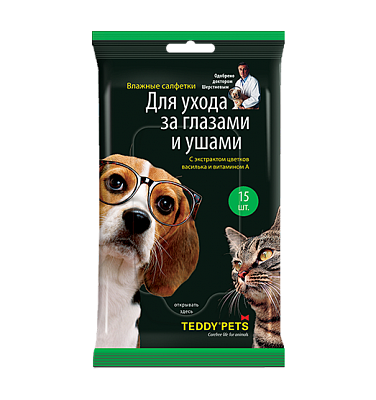 Одобрено
доктором
Шерстневым
Влажные салфетки
Для ухода
за глазами
и ушами
С экстрактом цветков
василька и витамином А
15
шт.
открывать
здесь
TEDDY'PETS
Carefree life for animals